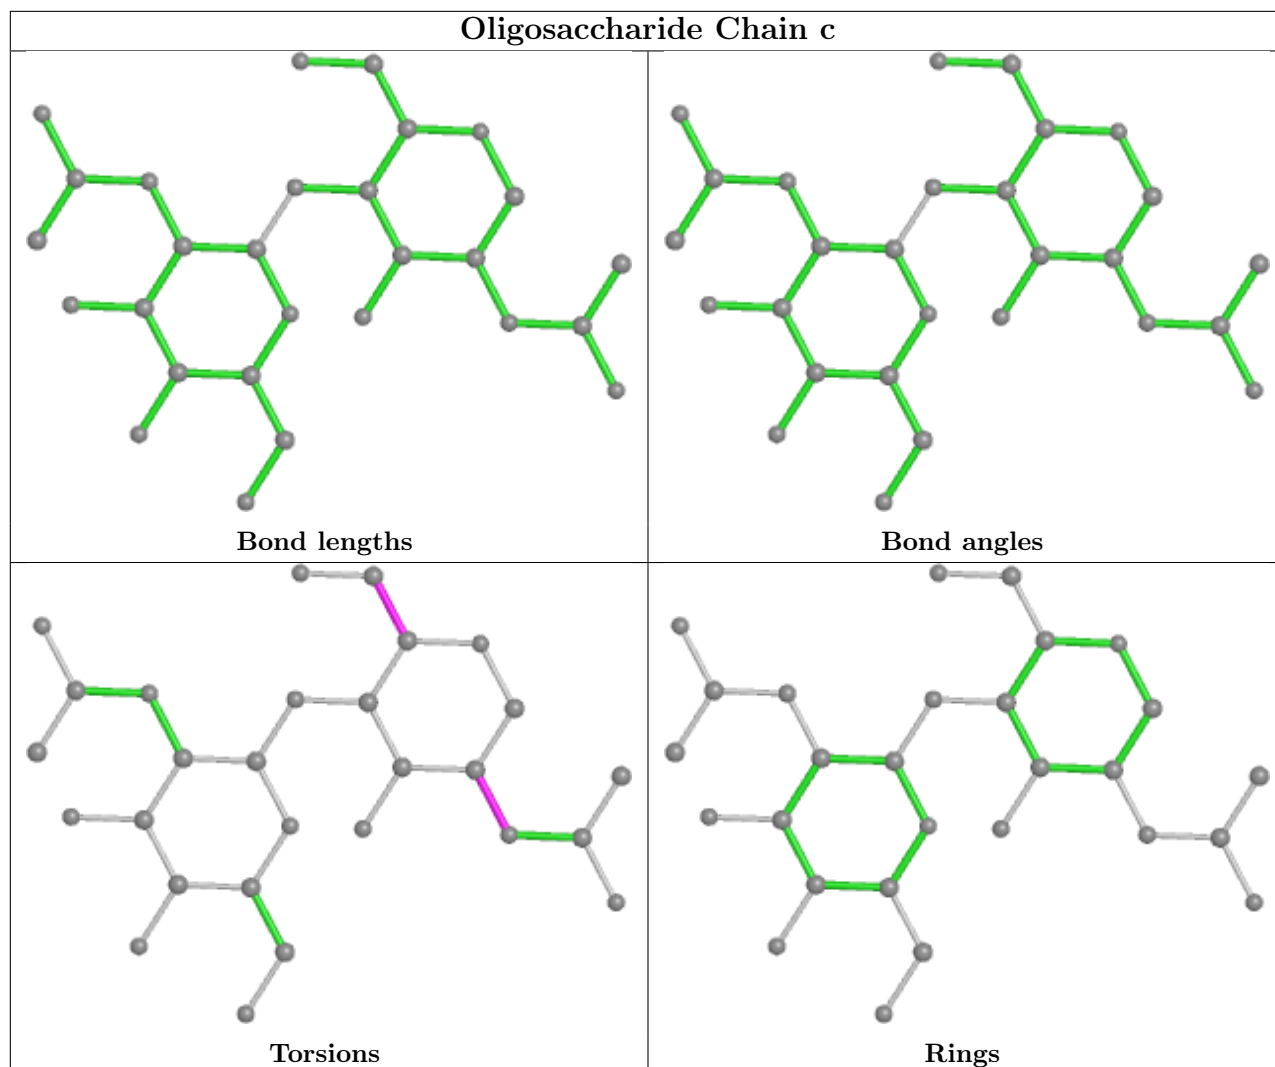 Oligosaccharide Chain c
Bond lengths
Bond angles
Torsions
Rings